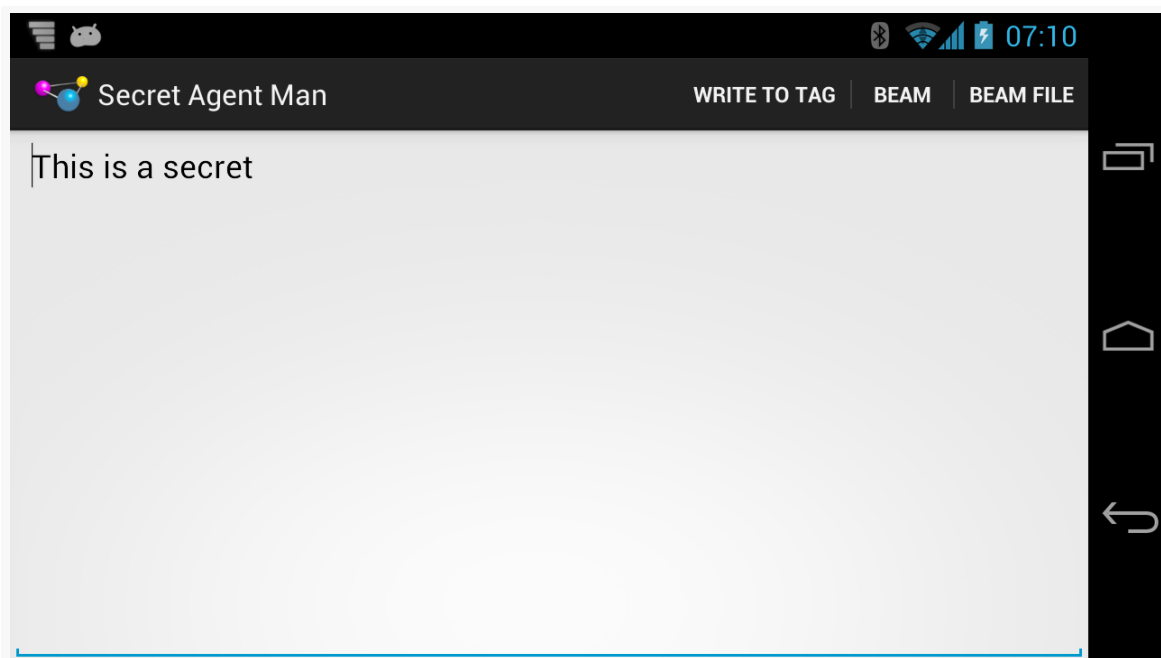 07:10
Secret Agent Man WRITE TO TAG BEAM BEAM FILE
This is a secret